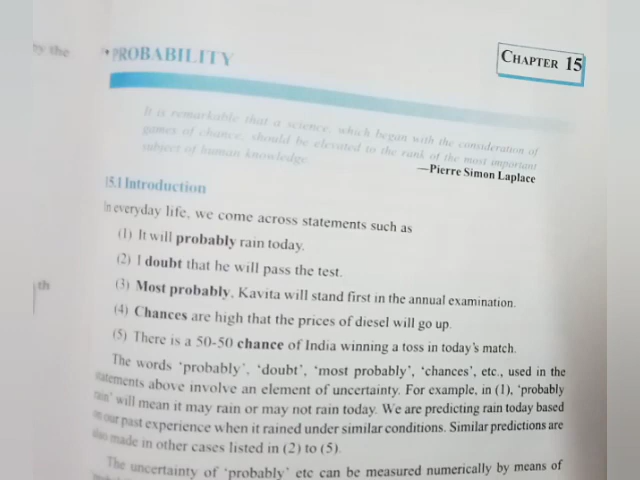 by the
PROBABILITY
CHAPTER 15
It is remarkable that a science, which began with the consideration of
games of chance, should be elevated to the rank of the most important
subject of human knowledge.
—Pierre Simon Laplace
15.1 Introduction
In everyday life, we come across statements such as
(1) It will probably rain today.
(2) I doubt that he will pass the test.
(3) Most probably, Kavita will stand first in the annual examination.
(4) Chances are high that the prices of diesel will go up.
(5) There is a 50-50 chance of India winning a toss in today's match.
The words 'probably', 'doubt', 'most probably', 'chances', etc., used in the
statements above involve an element of uncertainty. For example, in (1), 'probably
rain' will mean it may rain or may not rain today. We are predicting rain today based
on our past experience when it rained under similar conditions. Similar predictions are
also made in other cases listed in (2) to (5).
th
The uncertainty of 'probably' etc can be measured numerically by means of